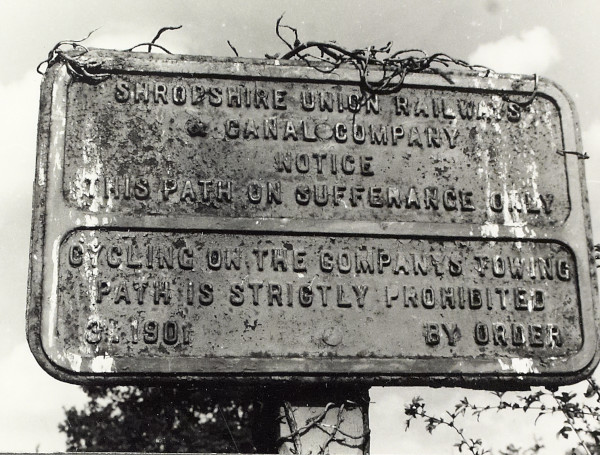 SHROPSHIRE UNION RAILWAYS
& CANAL COMPANY
NOTICE
THIS PATH ON SUFFERANCE ONLY
CYCLING ON THE COMPANYS TOWING
PATH IS STRICTLY PROHIBITED
BY ORDER